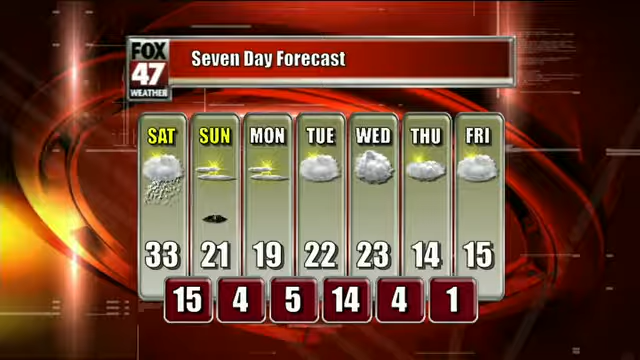 FOX
47
WEATHER
Seven Day Forecast
SAT SUN MON TUE WED THU FRI
33 21 19 22 23 14 15
15 4 5 14 4 1